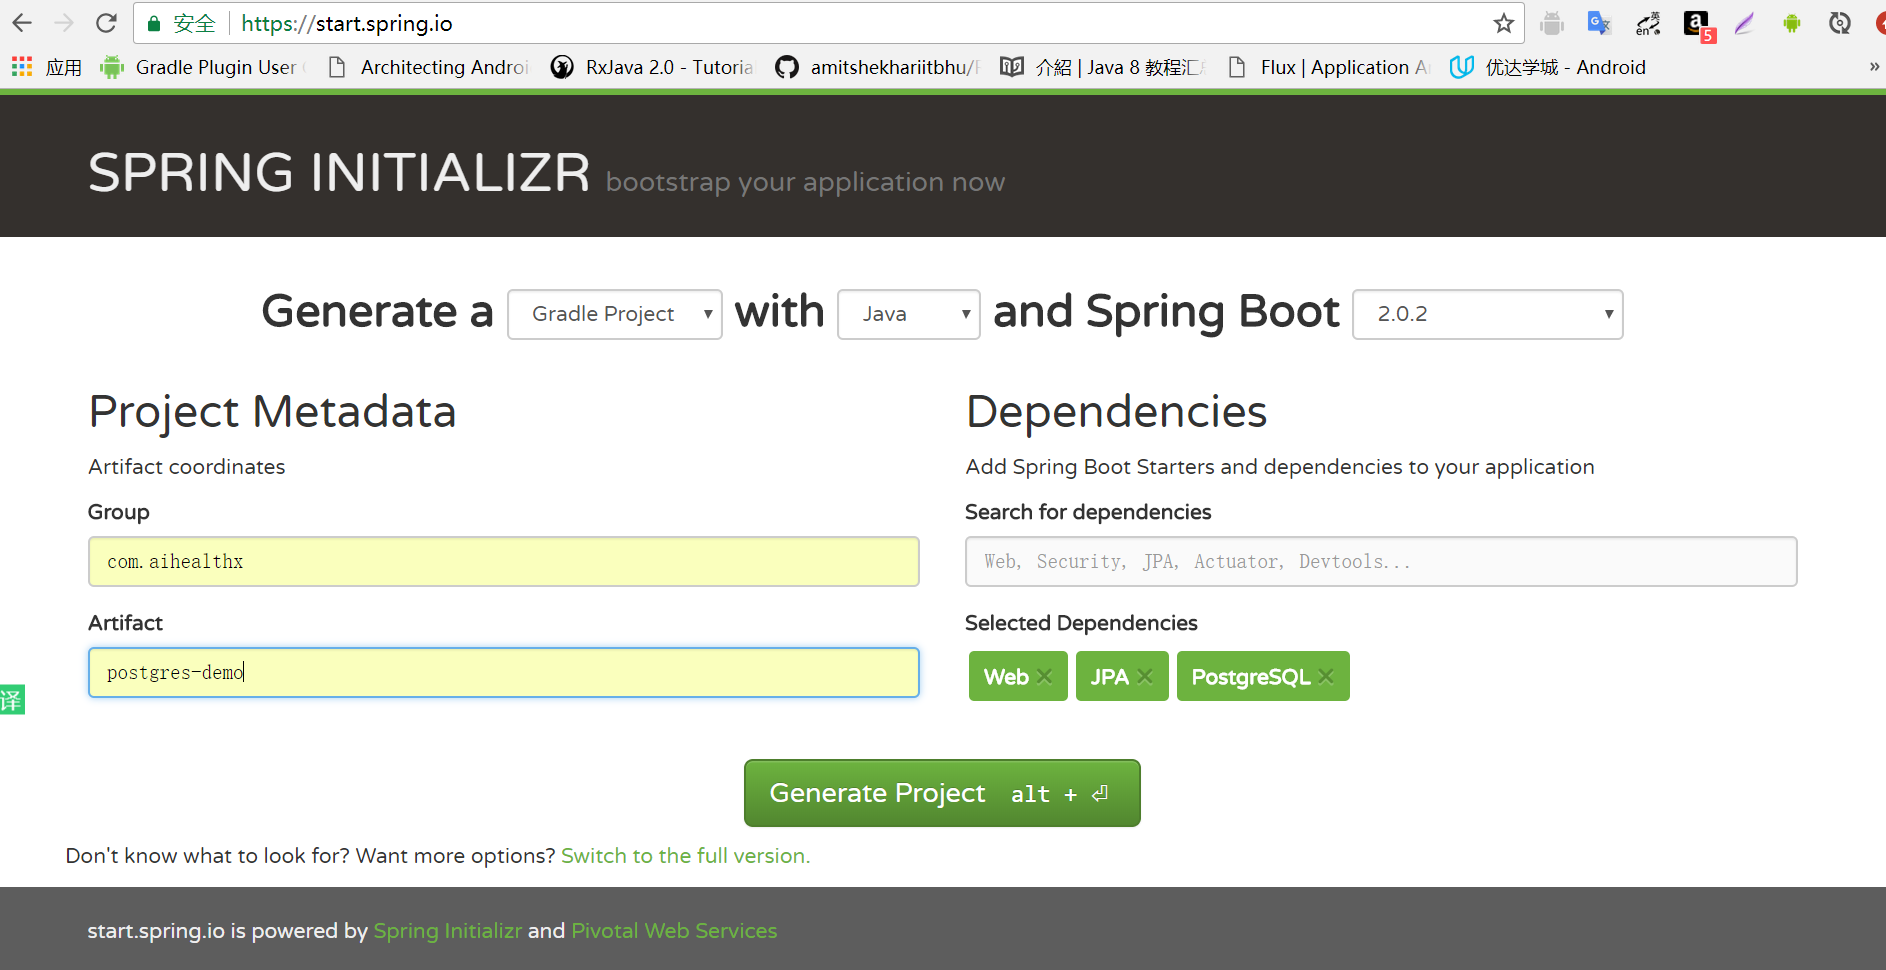 安全 https://start.spring.io
en 英 5
应用 Gradle Plugin User Architecting Androi RxJava 2.0 - Tutoria amitshekhariitbhu/ 介紹 | Java 8 教程汇 Flux | Application A 优达学城 - Android »
SPRING INITIALIZR bootstrap your application now
Generate a Gradle Project with Java and Spring Boot 2.0.2
Project Metadata
Artifact coordinates
Group
com.aihealthx
Artifact
postgres-demo
Dependencies
Add Spring Boot Starters and dependencies to your application
Search for dependencies
Web, Security, JPA, Actuator, Devtools...
Selected Dependencies
Web × JPA × PostgreSQL ×
译
Generate Project alt + ⏎
Don't know what to look for? Want more options? Switch to the full version.
start.spring.io is powered by Spring Initializr and Pivotal Web Services